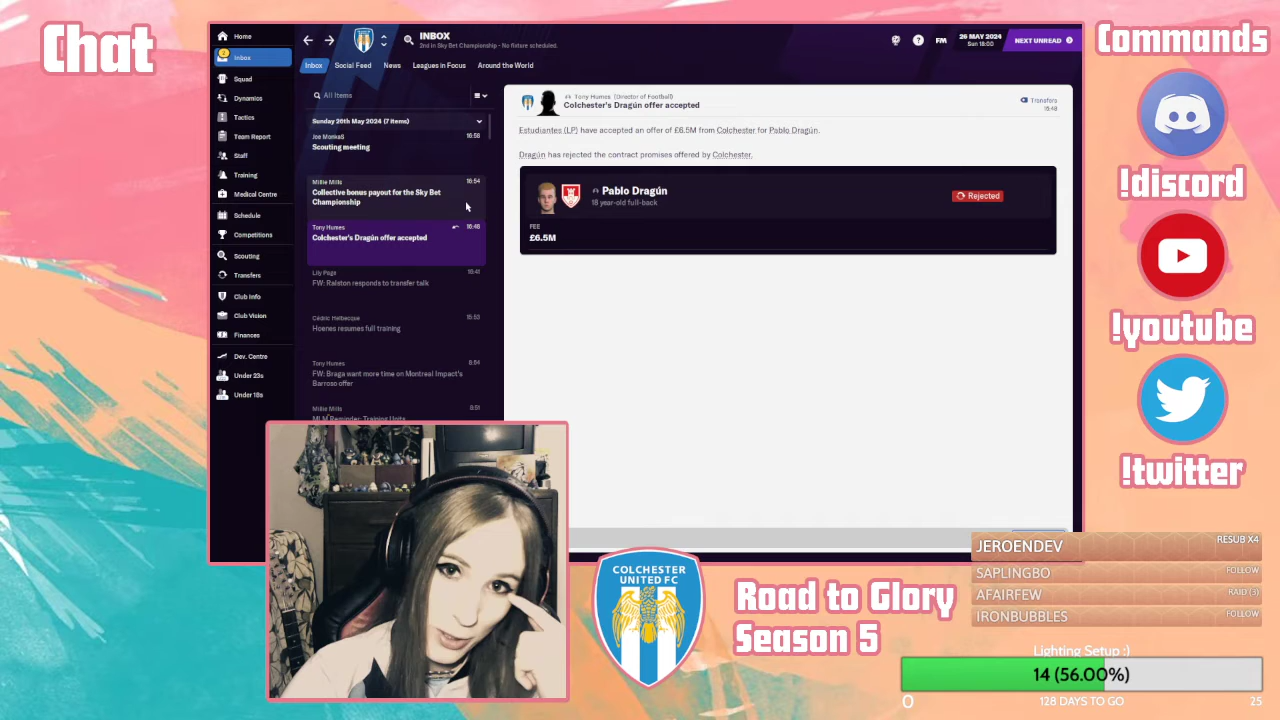 Chat
Commands
!discord
!youtube
!twitter
Home
2
Inbox
Squad
Dynamics
Tactics
Team Report
Staff
Training
Medical Centre
Schedule
Competitions
Scouting
Transfers
Club Info
Club Vision
Finances
Dev. Centre
Under 23s
Under 18s
INBOX
2nd in Sky Bet Championship - No fixture scheduled.
?
FM
26 MAY 2024
Sun 18:00
NEXT UNREAD
Inbox
Social Feed
News
Leagues in Focus
Around the World
All Items
Sunday 26th May 2024 (7 items)
Joe Monks
16:58
Scouting meeting
Millie Mills
16:54
Collective bonus payout for the Sky Bet
Championship
Tony Humes
16:48
Colchester's Dragún offer accepted
Lily Page
FW: Ralston responds to transfer talk
Cédric Helbecque
Hoenes resumes full training
Tony Humes
FW: Braga want more time on Montreal Impact's
Barroso offer
Millie Mills
MLM Reminder: Training Units
Tony Humes (Director of Football)
Colchester's Dragún offer accepted
Transfers
16:48
Estudiantes (LP) have accepted an offer of £6.5M from Colchester for Pablo Dragún.
Dragún has rejected the contract promises offered by Colchester.
Pablo Dragún
18 year-old full-back
Rejected
FEE
£6.5M
COLCHESTER
UNITED FC
Road to Glory
Season 5
JEROENDEV
RESUB X4
SAPLINGBO
FOLLOW
AFAIRFEW
RAID (3)
IRONBUBBLES
FOLLOW
Lighting Setup :)
14 (56.00%)
0
128 DAYS TO GO
25